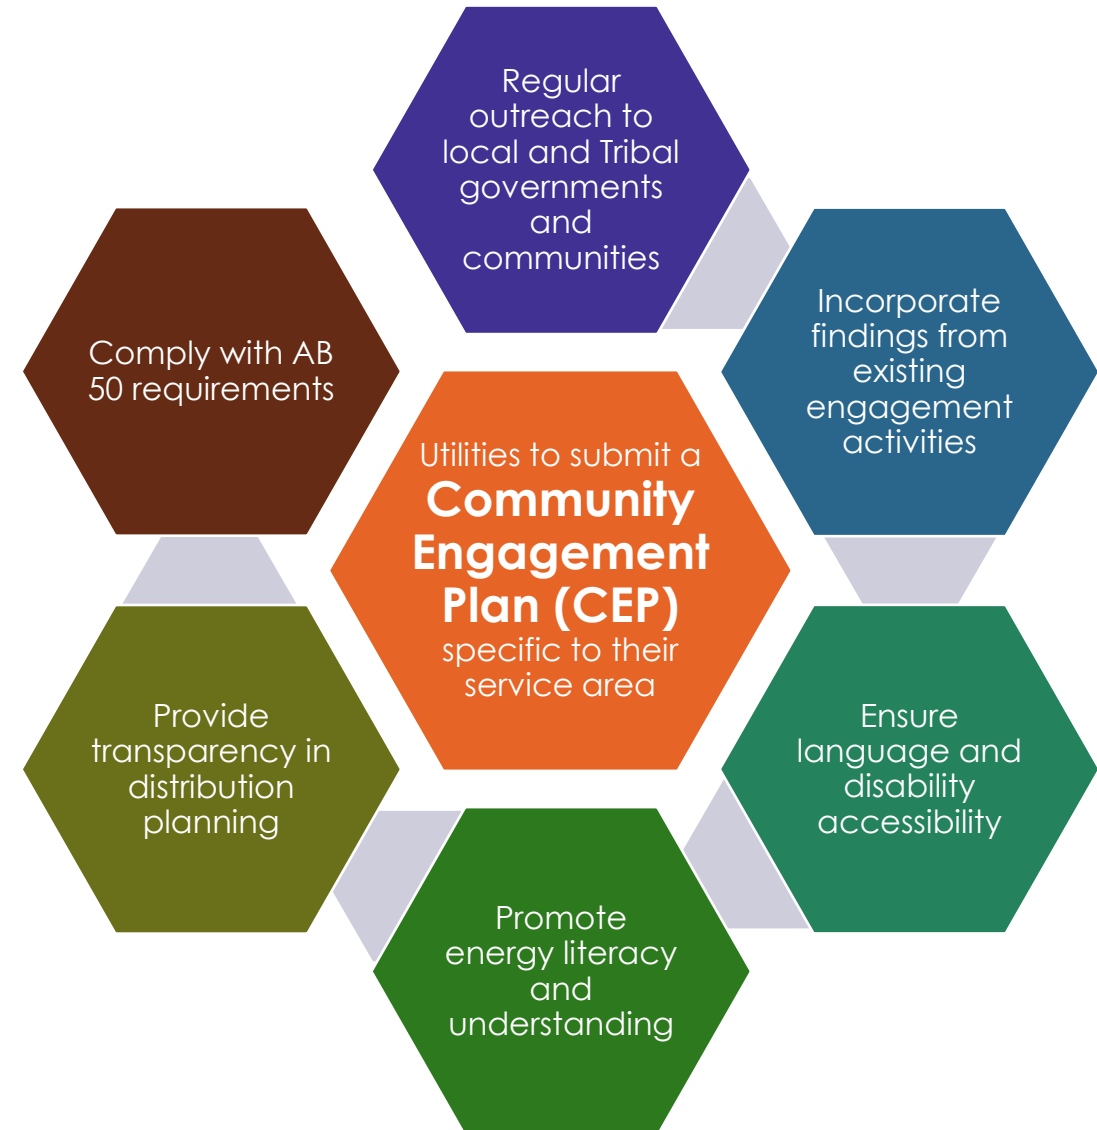 Regular
outreach to
local and Tribal
governments
and
communities
Incorporate
findings from
existing
engagement
activities
Ensure
language and
disability
accessibility
Promote
energy literacy
and
understanding
Provide
transparency in
distribution
planning
Comply with AB
50 requirements
Utilities to submit a
Community
Engagement
Plan (CEP)
specific to their
service area